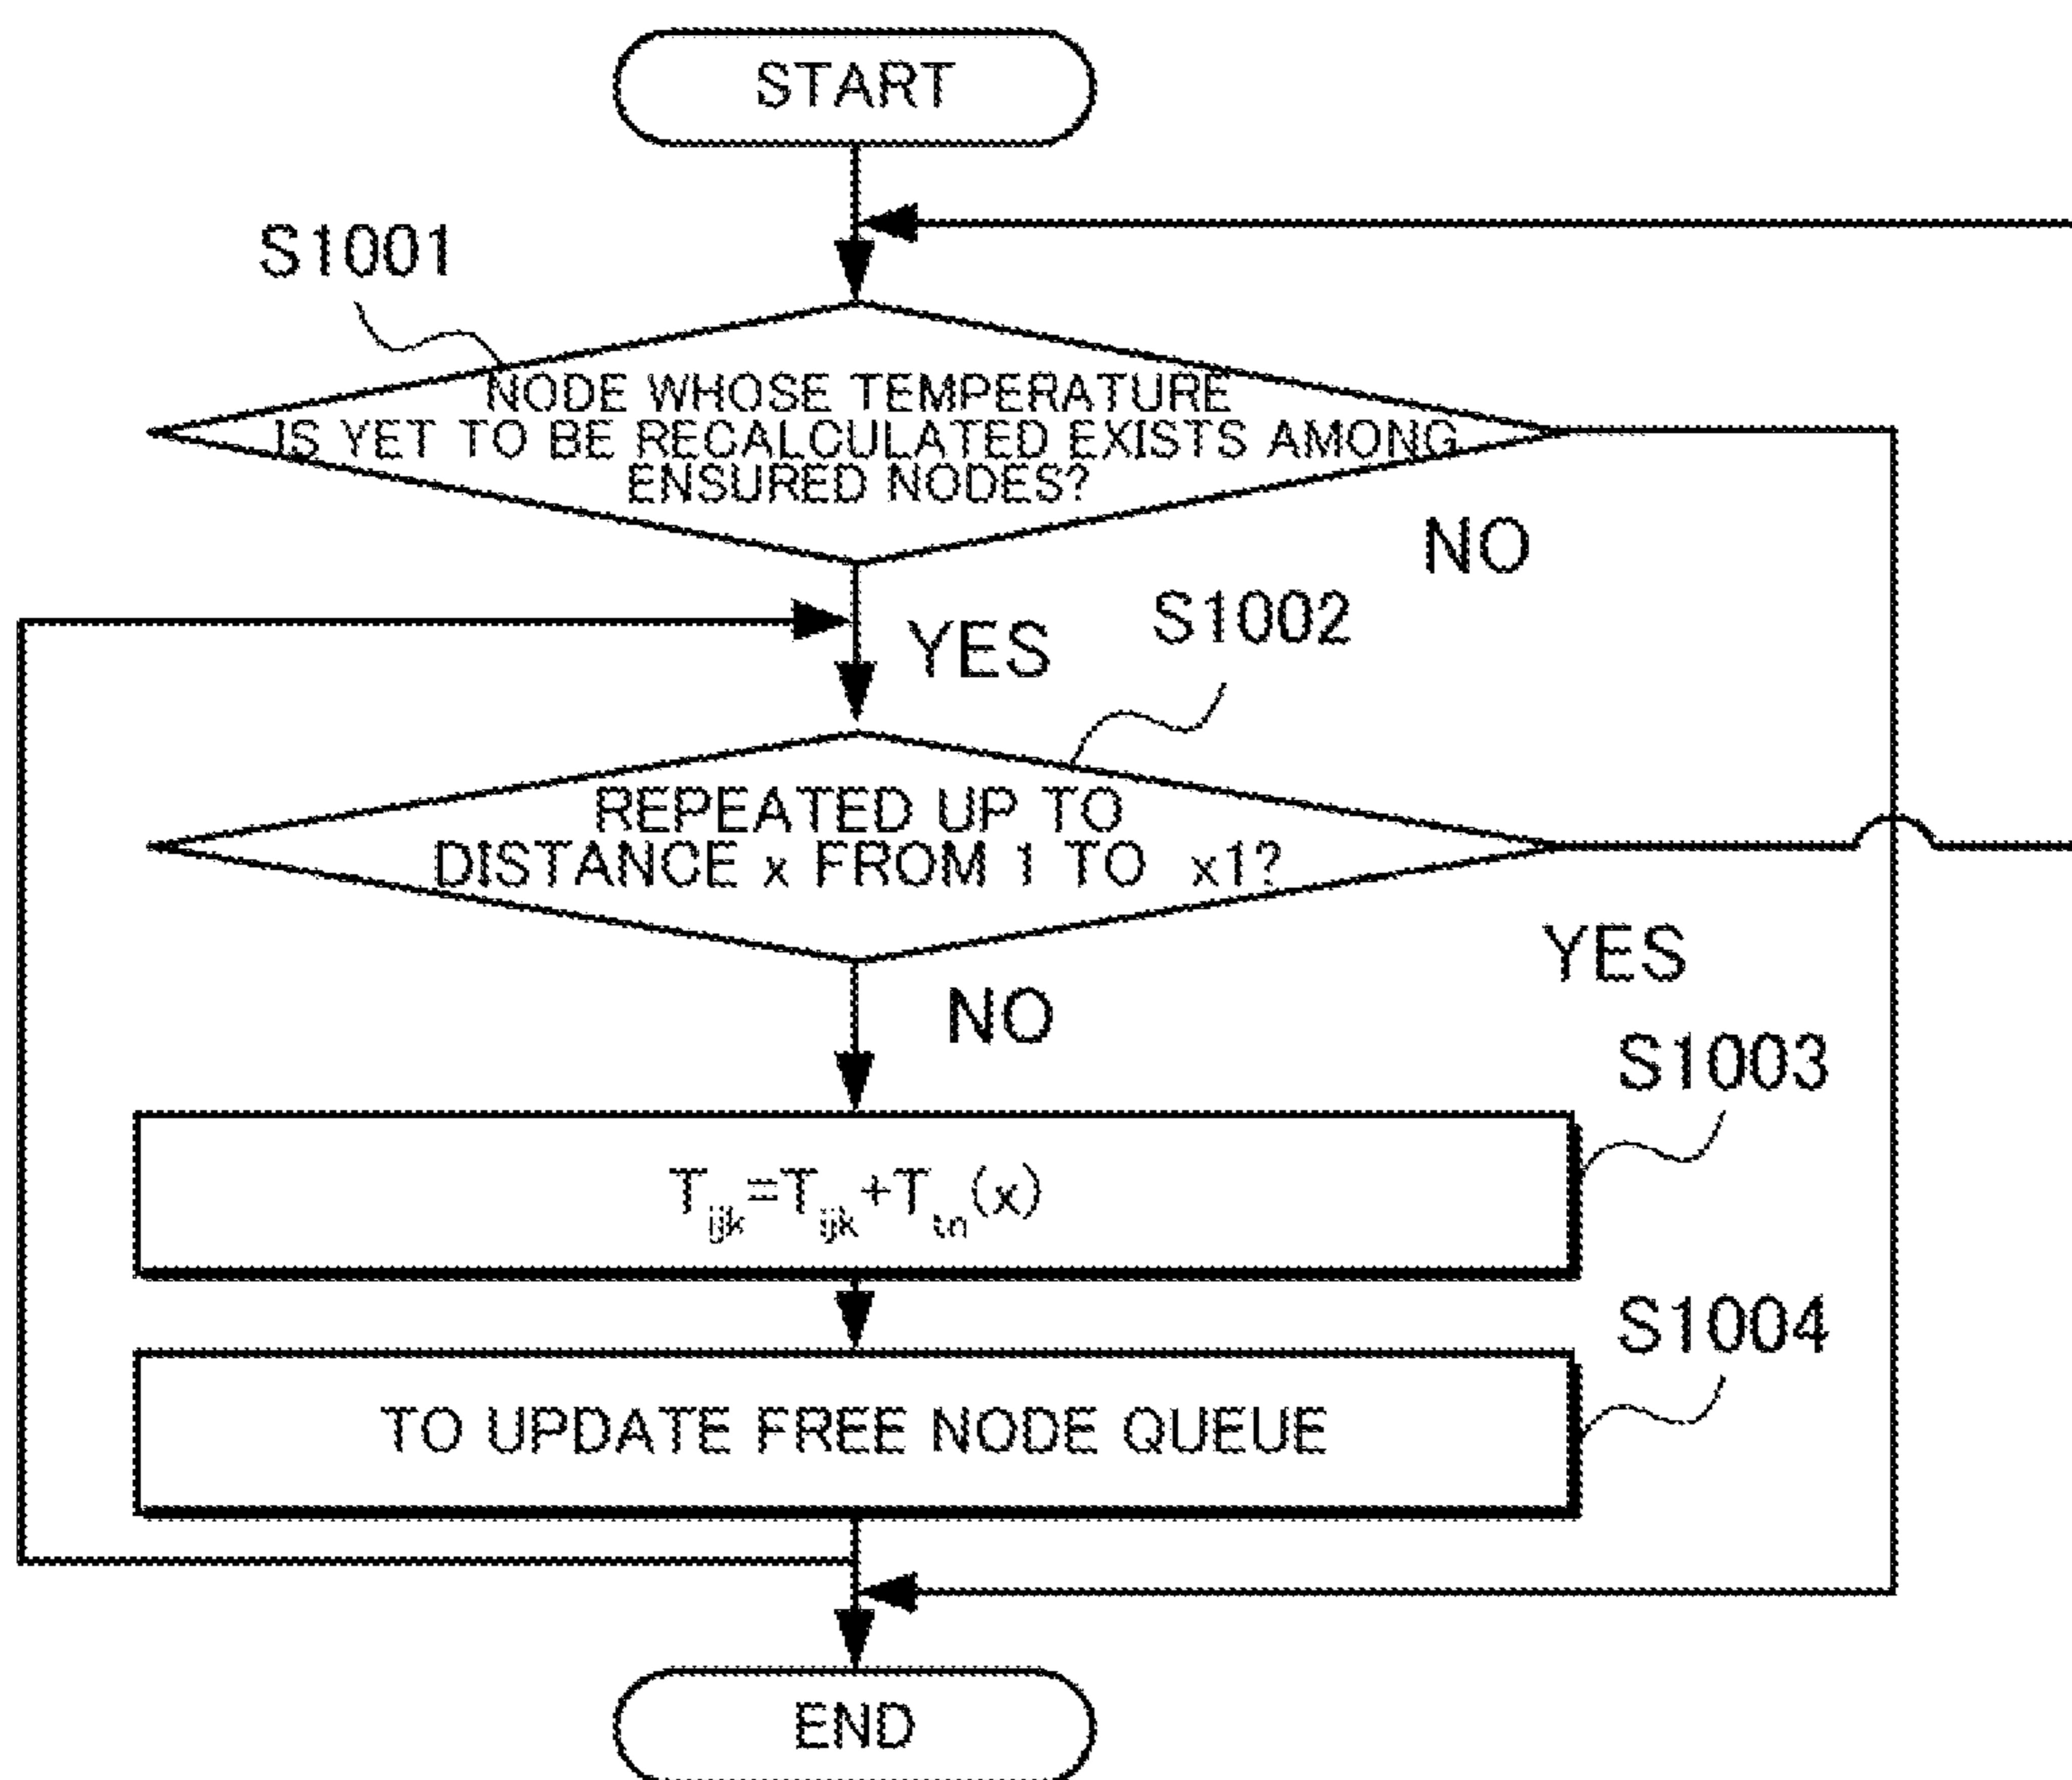 START
S1001
NODE WHOSE TEMPERATURE
IS YET TO BE RECALCULATED EXISTS AMONG
ENSURED NODES?
NO
S1002
YES
REPEATED UP TO
DISTANCE x FROM 1 TO x1?
YES
NO
S1003
Tijk=Tijk+Ttn(x)
S1004
TO UPDATE FREE NODE QUEUE
END